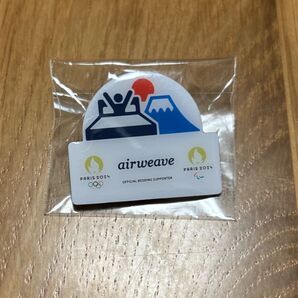 airweave
PARIS 2024
OFFICIAL BEDDING SUPPORTER
PARIS 2024